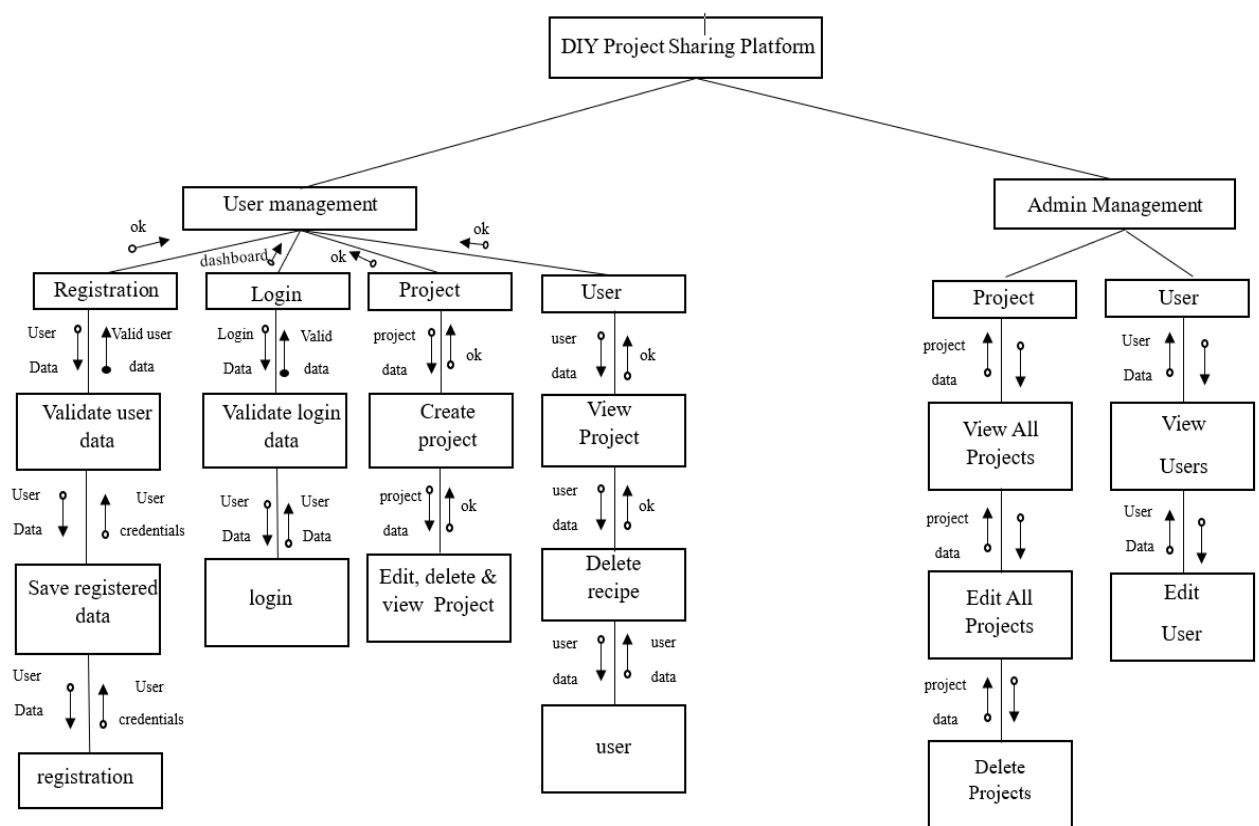 DIY Project Sharing Platform
User management
Admin Management
ok
dashboard
ok
ok
Registration
Login
Project
User
Project
User
User
Data
Valid user
data
Login
Data
Valid
data
project
data
ok
user
data
ok
project
data
User
Data
Validate user
data
Validate login
data
Create
project
View
Project
View All
Projects
View
Users
User
Data
User
credentials
User
Data
User
Data
project
data
ok
user
data
ok
project
data
User
Data
Save registered
data
login
Edit, delete &
view Project
Delete
recipe
Edit All
Projects
Edit
User
User
Data
User
credentials
user
data
user
data
project
data
registration
user
Delete
Projects